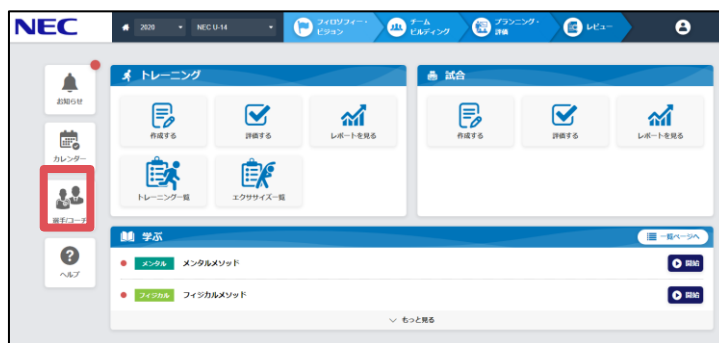 NEC
2020
NEC U-14
フィロソフィー・
ビジョン
チーム
ビルディング
プランニング・
評価
レビュー
お知らせ
カレンダー
選手/コーチ
ヘルプ
トレーニング
作成する
評価する
レポートを見る
トレーニング一覧
エクササイズ一覧
試合
作成する
評価する
レポートを見る
学ぶ
一覧ページへ
メンタル メンタルメソッド 開始
フィジカル フィジカルメソッド 開始
もっと見る